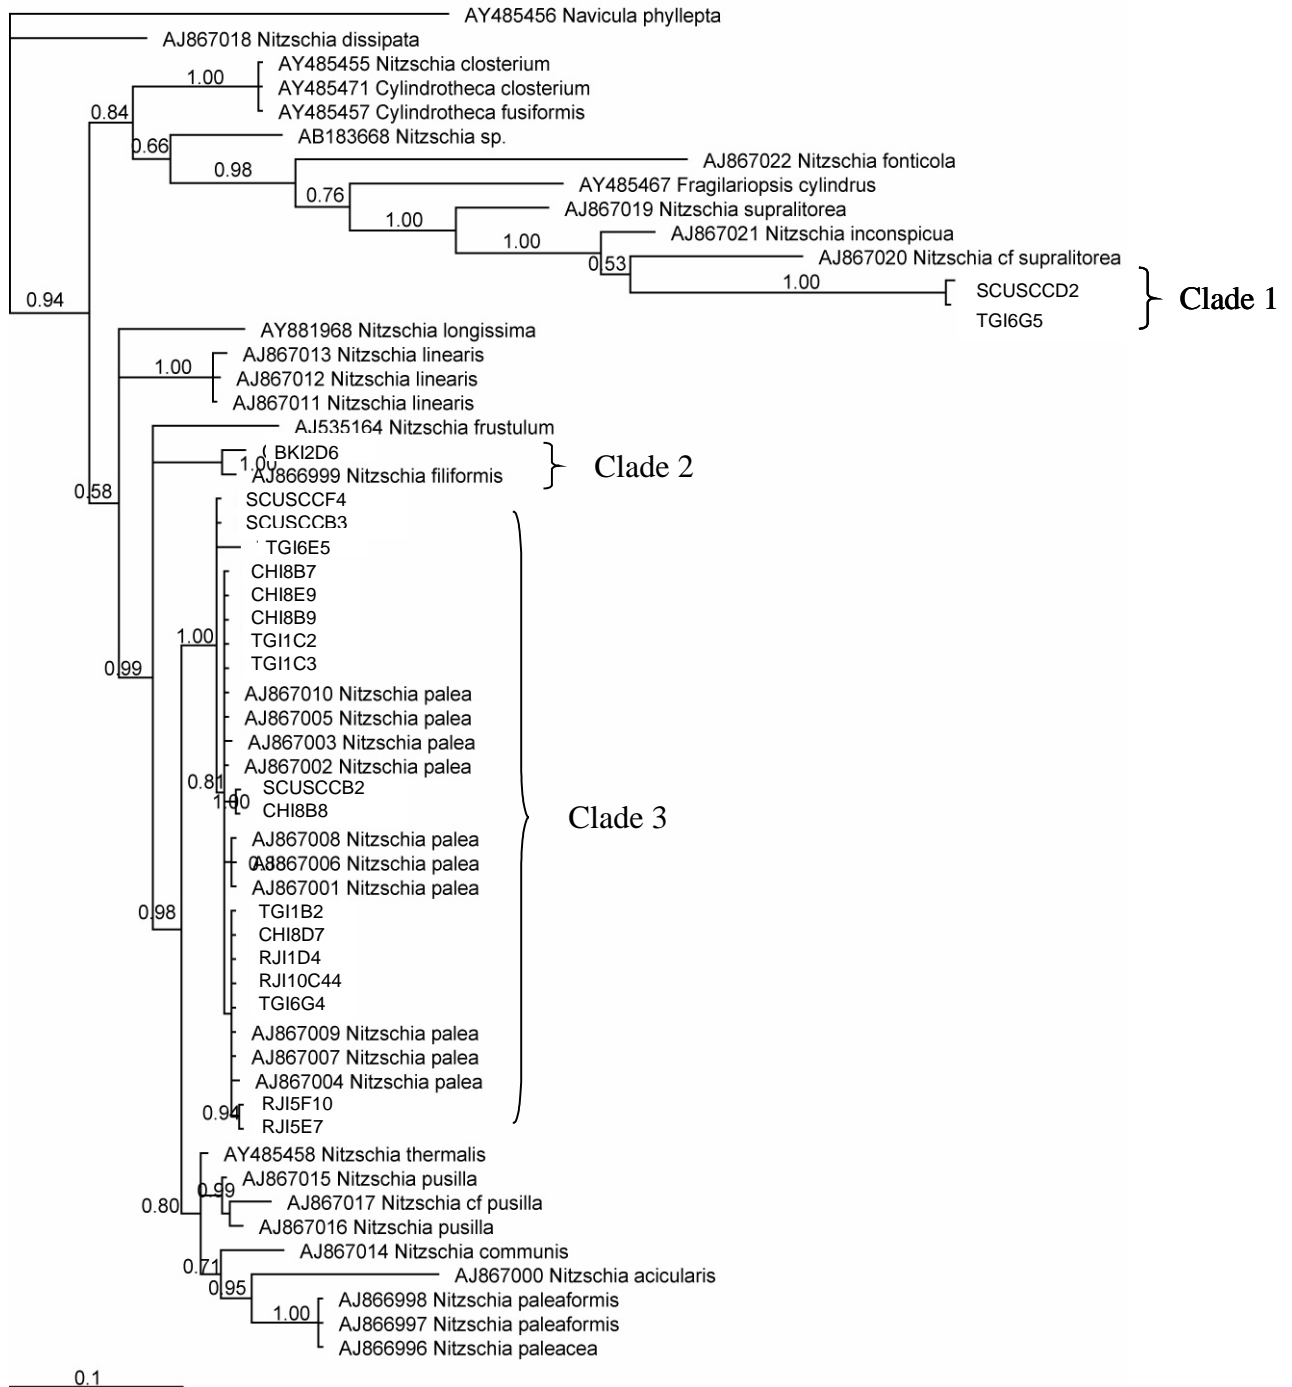 AY485456 Navicula phyllepta
AJ867018 Nitzschia dissipata
AY485455 Nitzschia closterium
1.00
AY485471 Cylindrotheca closterium
0.84
AY485457 Cylindrotheca fusiformis
AB183668 Nitzschia sp.
0.66
AJ867022 Nitzschia fonticola
0.98
AY485467 Fragilariopsis cylindrus
0.76
AJ867019 Nitzschia supralitorea
1.00
AJ867021 Nitzschia inconspicua
1.00
AJ867020 Nitzschia cf supralitorea
0.53
1.00
SCUSCCD2
Clade 1
0.94
TGI6G5
AY881968 Nitzschia longissima
AJ867013 Nitzschia linearis
1.00
AJ867012 Nitzschia linearis
AJ867011 Nitzschia linearis
AJ535164 Nitzschia frustulum
BKI2D6
1.00
Clade 2
AJ866999 Nitzschia filiformis
0.58
SCUSCCF4
SCUSCCB3
TGI6E5
CHI8B7
CHI8E9
CHI8B9
1.00
TGI1C2
TGI1C3
0.99
AJ867010 Nitzschia palea
AJ867005 Nitzschia palea
AJ867003 Nitzschia palea
AJ867002 Nitzschia palea
0.81
SCUSCCB2
1.00
CHI8B8
Clade 3
AJ867008 Nitzschia palea
AJ867006 Nitzschia palea
AJ867001 Nitzschia palea
TGI1B2
0.98
CHI8D7
RJI1D4
RJI10C44
TGI6G4
AJ867009 Nitzschia palea
AJ867007 Nitzschia palea
AJ867004 Nitzschia palea
RJI5F10
0.94
RJI5E7
AY485458 Nitzschia thermalis
AJ867015 Nitzschia pusilla
0.99
AJ867017 Nitzschia cf pusilla
0.80
AJ867016 Nitzschia pusilla
AJ867014 Nitzschia communis
0.71
AJ867000 Nitzschia acicularis
0.95
AJ866998 Nitzschia paleaformis
1.00
AJ866997 Nitzschia paleaformis
AJ866996 Nitzschia paleacea
0.1